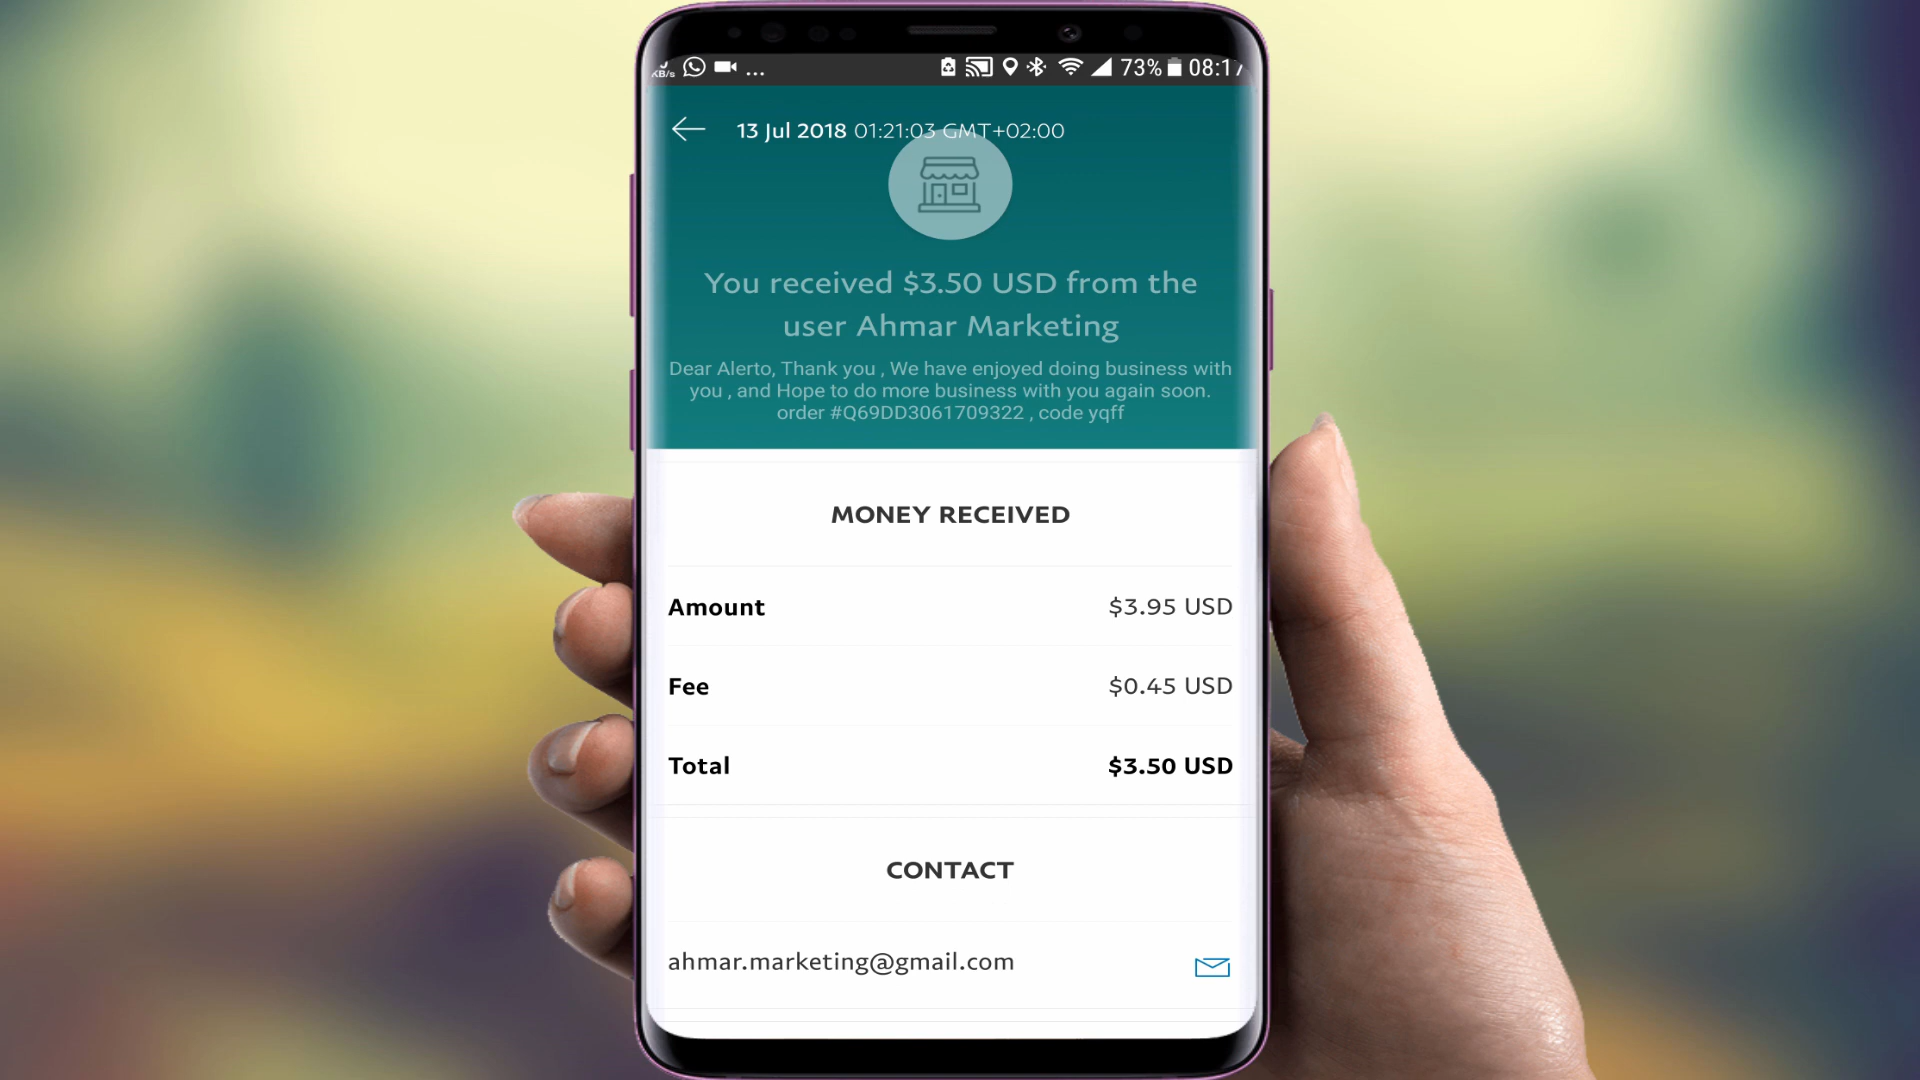 KB/s ... 73% 08:17
13 Jul 2018 01:21:03 GMT+02:00
You received $3.50 USD from the
user Ahmar Marketing
Dear Alerto, Thank you , We have enjoyed doing business with
you , and Hope to do more business with you again soon.
order #Q69DD3061709322 , code yqff
MONEY RECEIVED
Amount $3.95 USD
Fee $0.45 USD
Total $3.50 USD
CONTACT
ahmar.marketing@gmail.com